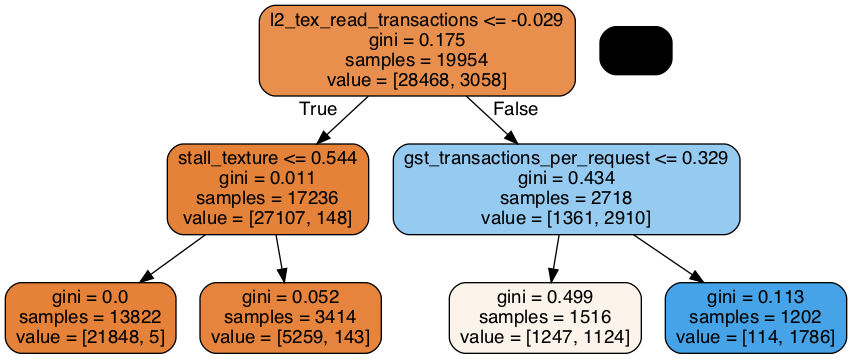 l2_tex_read_transactions <= -0.029
gini = 0.175
samples = 19954
value = [28468, 3058]
True
False
stall_texture <= 0.544
gini = 0.011
samples = 17236
value = [27107, 148]
gst_transactions_per_request <= 0.329
gini = 0.434
samples = 2718
value = [1361, 2910]
gini = 0.0
samples = 13822
value = [21848, 5]
gini = 0.052
samples = 3414
value = [5259, 143]
gini = 0.499
samples = 1516
value = [1247, 1124]
gini = 0.113
samples = 1202
value = [114, 1786]